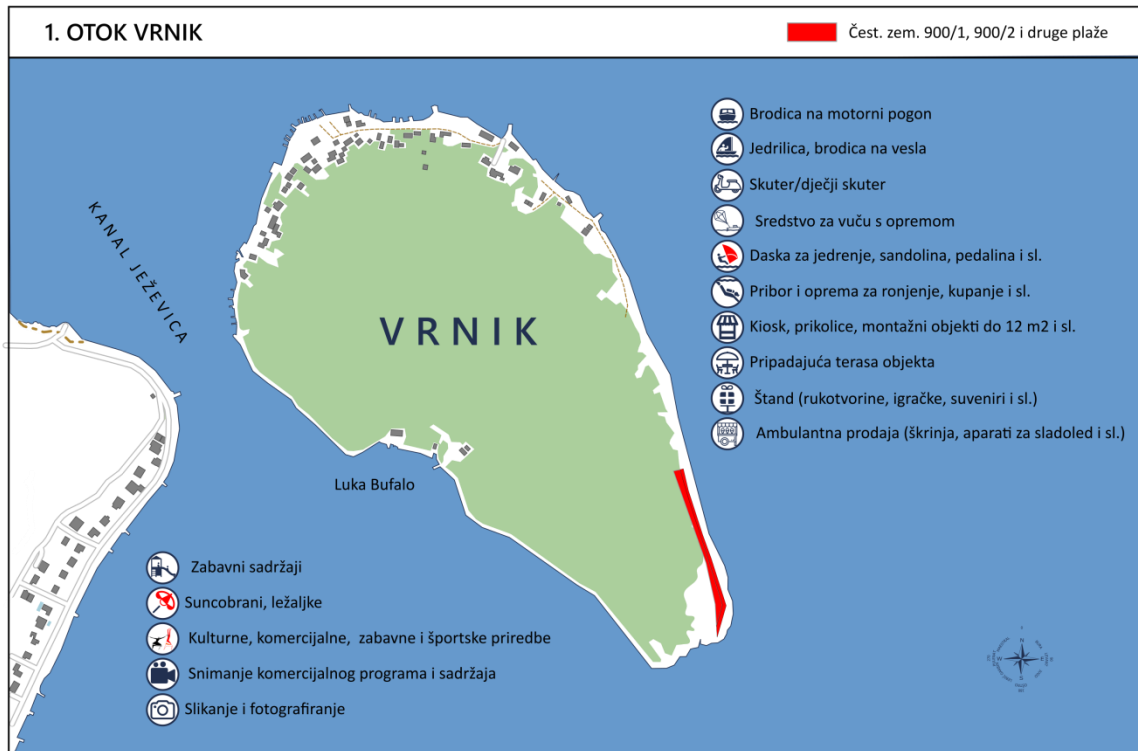 1. OTOK VRNIK
Čest. zem. 900/1, 900/2 i druge plaže
Brodica na motorni pogon
Jedrilica, brodica na vesla
Skuter/dječji skuter
Sredstvo za vuču s opremom
Daska za jedrenje, sandolina, pedalina i sl.
Pribor i oprema za ronjenje, kupanje i sl.
Kiosk, prikolice, montažni objekti do 12 m2 i sl.
Pripadajuća terasa objekta
Štand (rukotvorine, igračke, suveniri i sl.)
Ambulantna prodaja (škrinja, aparati za sladoled i sl.)
KANAL JEŽEVICA
VRNIK
Luka Bufalo
Zabavni sadržaji
Suncobrani, ležaljke
Kulturne, komercijalne, zabavne i športske priredbe
Snimanje komercijalnog programa i sadržaja
Slikanje i fotografiranje
N
W E
S